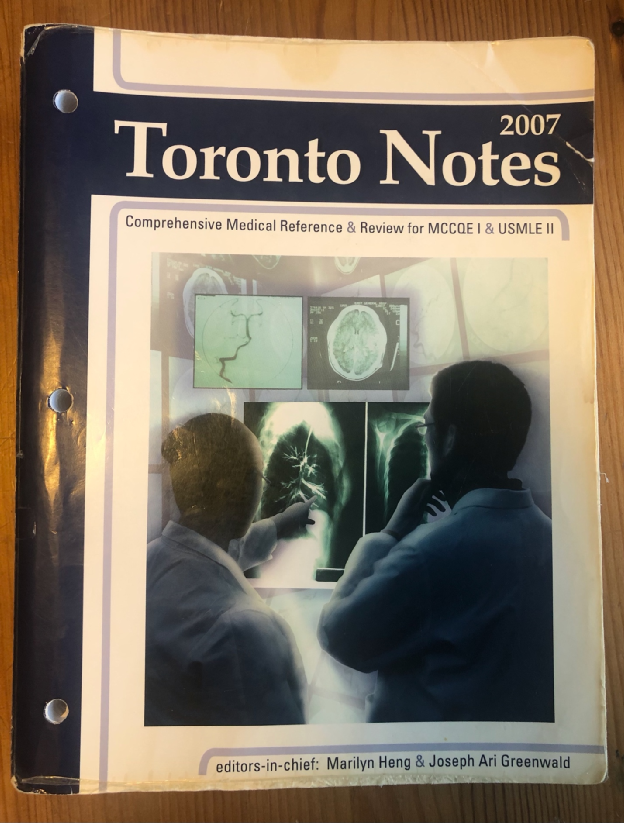 2007
Toronto Notes
Comprehensive Medical Reference & Review for MCCQE I & USMLE II
editors-in-chief: Marilyn Heng & Joseph Ari Greenwald